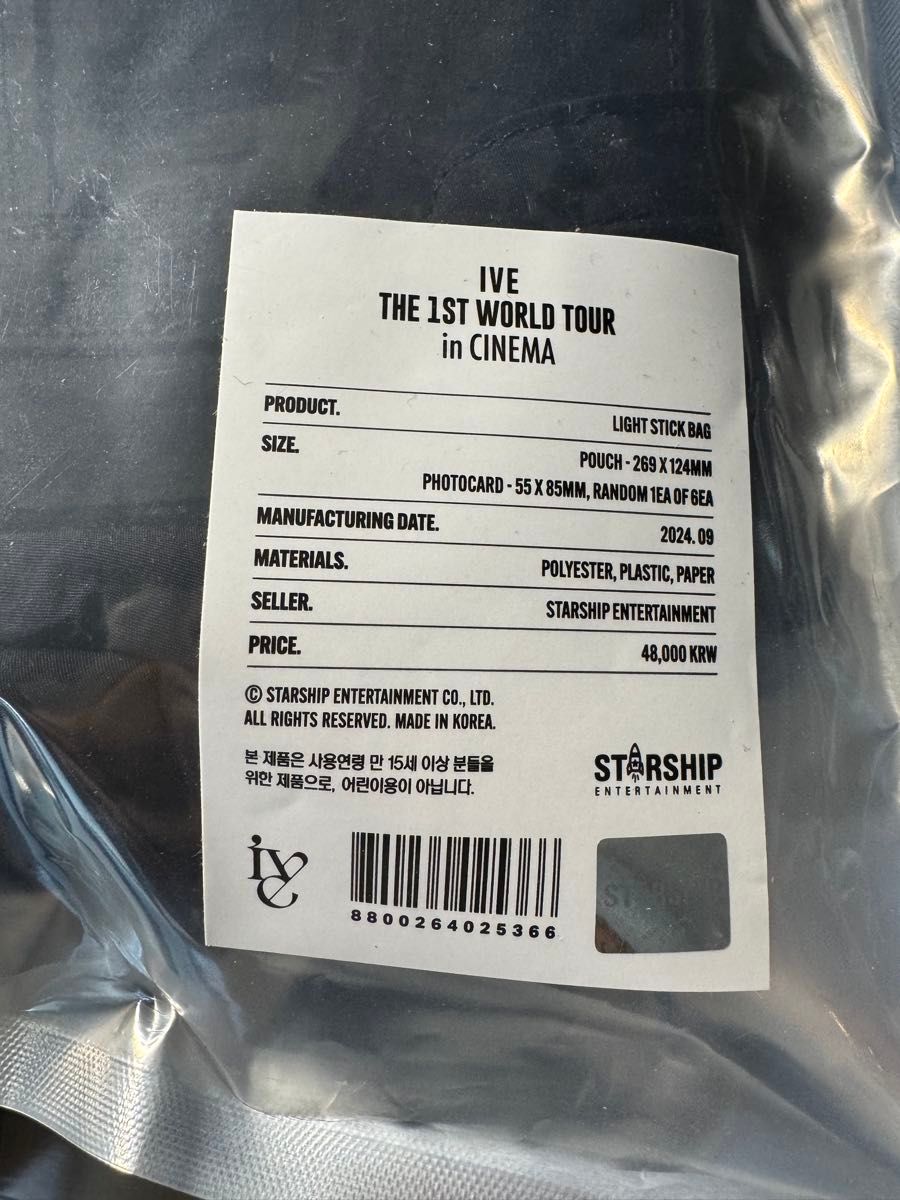 IVE
THE 1ST WORLD TOUR
in CINEMA
PRODUCT. LIGHT STICK BAG
SIZE. POUCH - 269 X 124MM
PHOTOCARD - 55 X 85MM, RANDOM 1EA OF 6EA
MANUFACTURING DATE. 2024. 09
MATERIALS. POLYESTER, PLASTIC, PAPER
SELLER. STARSHIP ENTERTAINMENT
PRICE. 48,000 KRW
© STARSHIP ENTERTAINMENT CO., LTD.
ALL RIGHTS RESERVED. MADE IN KOREA.
본 제품은 사용연령 만 15세 이상 분들을
위한 제품으로, 어린이용이 아닙니다.
STARSHIP
ENTERTAINMENT
ive
8800264025366